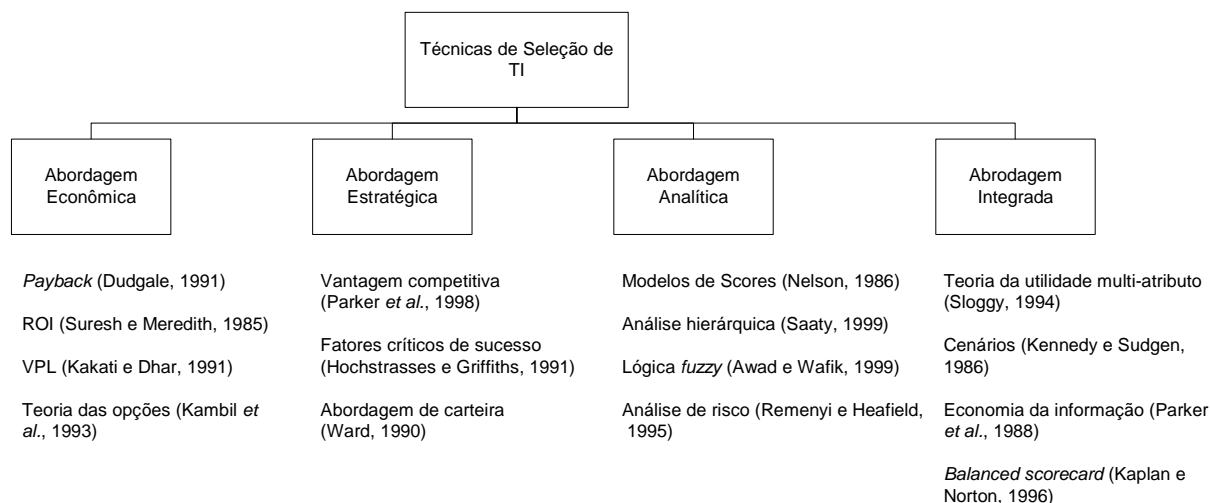 Técnicas de Seleção de
TI
Abordagem
Econômica
Abordagem
Estratégica
Abordagem
Analítica
Abrodagem
Integrada
Payback (Dudgale, 1991)
ROI (Suresh e Meredith, 1985)
VPL (Kakati e Dhar, 1991)
Teoria das opções (Kambil et
al., 1993)
Vantagem competitiva
(Parker et al., 1998)
Fatores críticos de sucesso
(Hochstrasses e Griffiths, 1991)
Abordagem de carteira
(Ward, 1990)
Modelos de Scores (Nelson, 1986)
Análise hierárquica (Saaty, 1999)
Lógica fuzzy (Awad e Wafik, 1999)
Análise de risco (Remenyi e Heafield,
1995)
Teoria da utilidade multi-atributo
(Sloggy, 1994)
Cenários (Kennedy e Sudgen,
1986)
Economia da informação (Parker
et al., 1988)
Balanced scorecard (Kaplan e
Norton, 1996)